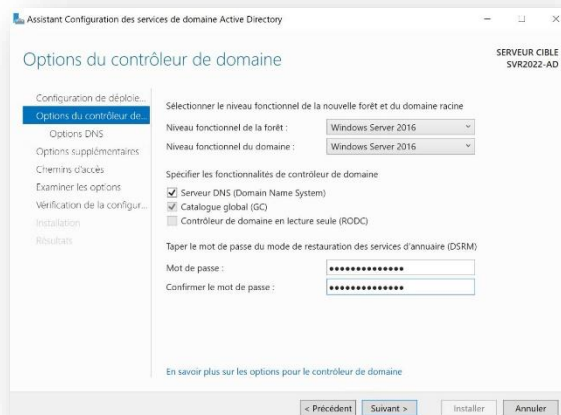 Assistant Configuration des services de domaine Active Directory
Options du contrôleur de domaine
SERVEUR CIBLE
SVR2022-AD
Configuration de déploie...
Options du contrôleur de...
Options DNS
Options supplémentaires
Chemins d'accès
Examiner les options
Vérification de la configur...
Installation
Résultats
Sélectionner le niveau fonctionnel de la nouvelle forêt et du domaine racine
Niveau fonctionnel de la forêt :
Windows Server 2016
Niveau fonctionnel du domaine :
Windows Server 2016
Spécifier les fonctionnalités de contrôleur de domaine
Serveur DNS (Domain Name System)
Catalogue global (GC)
Contrôleur de domaine en lecture seule (RODC)
Taper le mot de passe du mode de restauration des services d'annuaire (DSRM)
Mot de passe :
••••••••••••••
Confirmer le mot de passe :
••••••••••••••
En savoir plus sur les options pour le contrôleur de domaine
< Précédent
Suivant >
Installer
Annuler